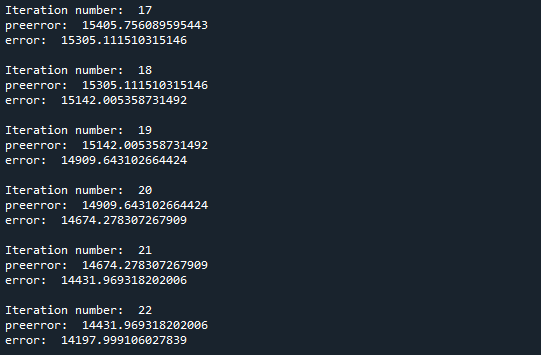 Iteration number:  17
preerror:  15405.756089595443
error:  15305.111510315146
Iteration number:  18
preerror:  15305.111510315146
error:  15142.005358731492
Iteration number:  19
preerror:  15142.005358731492
error:  14909.643102664424
Iteration number:  20
preerror:  14909.643102664424
error:  14674.278307267909
Iteration number:  21
preerror:  14674.278307267909
error:  14431.969318202006
Iteration number:  22
preerror:  14431.969318202006
error:  14197.999106027839